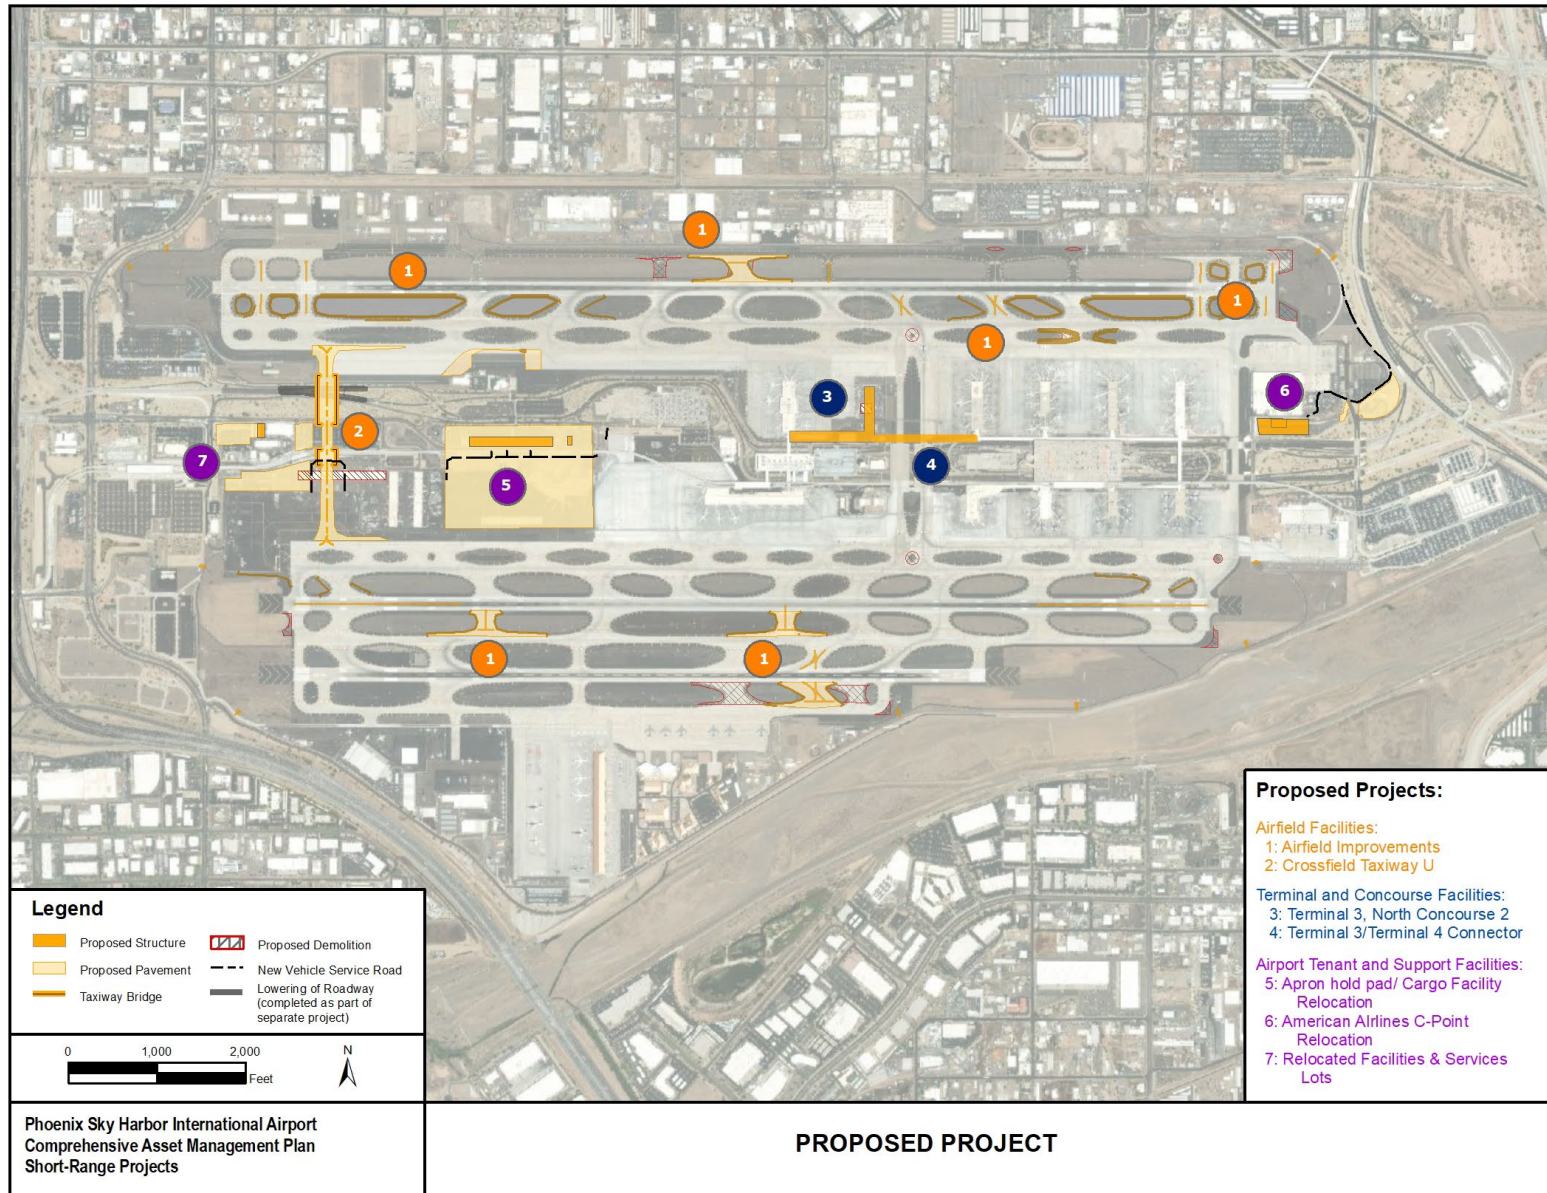 1
1
1
1
3
6
2
4
7
5
1
1
Proposed Projects:
Airfield Facilities:
1: Airfield Improvements
2: Crossfield Taxiway U
Terminal and Concourse Facilities:
3: Terminal 3, North Concourse 2
4: Terminal 3/Terminal 4 Connector
Airport Tenant and Support Facilities:
5: Apron hold pad/ Cargo Facility
Relocation
6: American AIrlines C-Point
Relocation
7: Relocated Facilities & Services
Lots
Legend
Proposed Structure
Proposed Demolition
Proposed Pavement
New Vehicle Service Road
Taxiway Bridge
Lowering of Roadway
(completed as part of
separate project)
0 1,000 2,000
Feet
N
Phoenix Sky Harbor International Airport
Comprehensive Asset Management Plan
Short-Range Projects
PROPOSED PROJECT